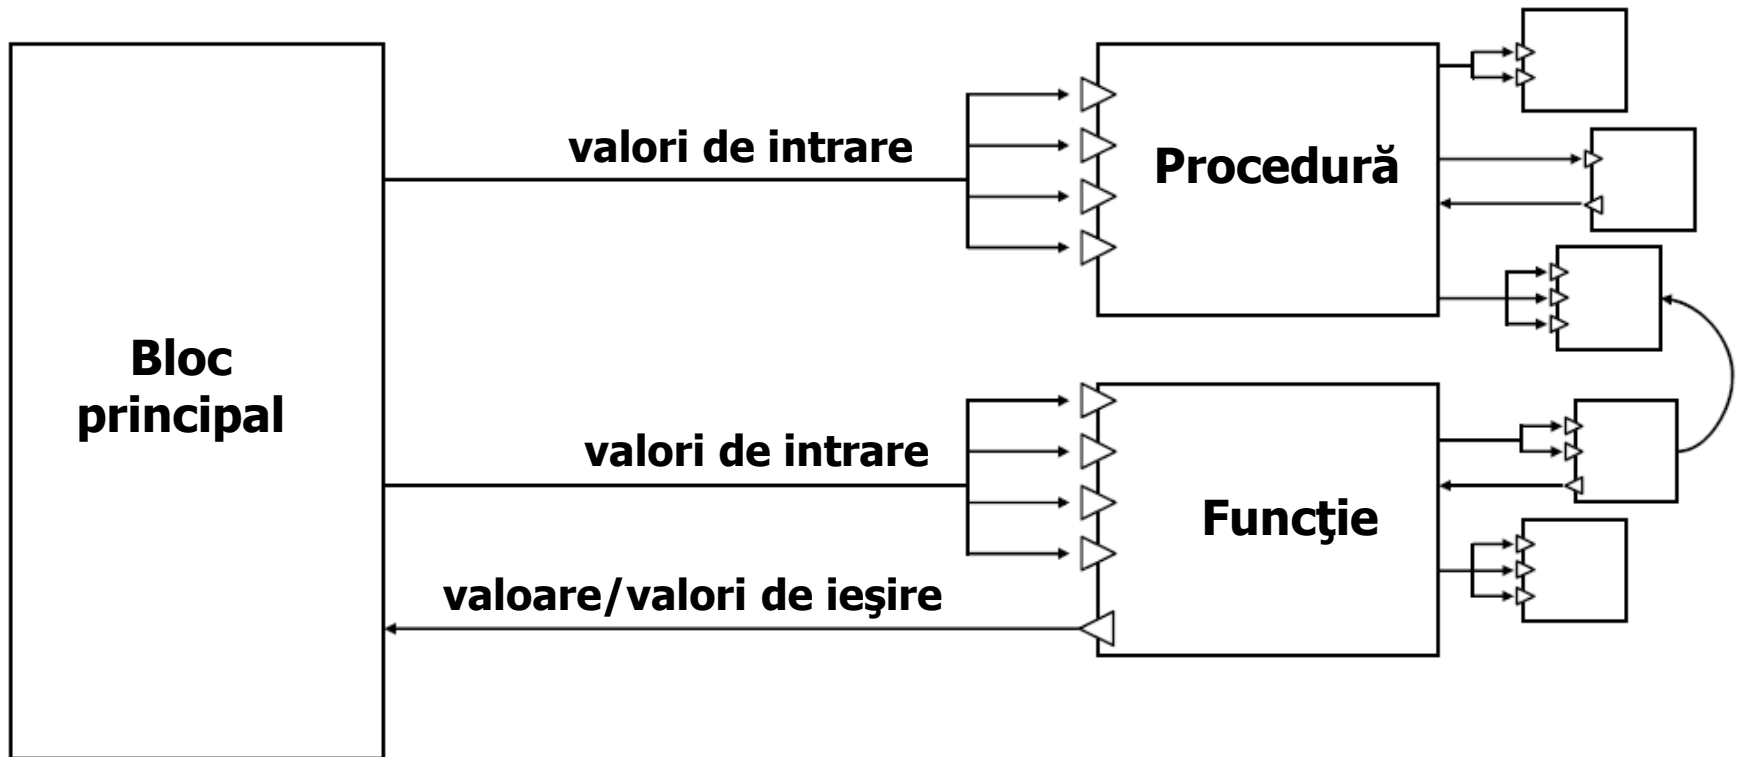 valori de intrare
Procedură
Bloc
principal
valori de intrare
Funcţie
valoare/valori de ieşire